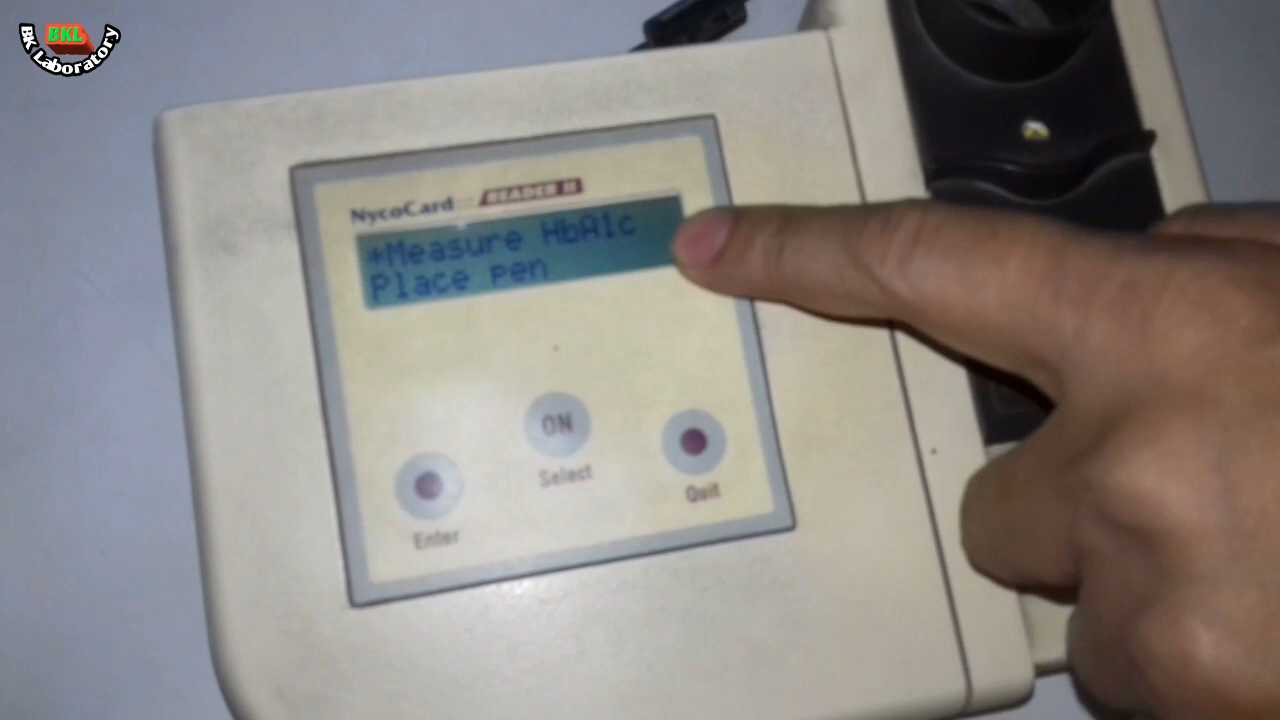 BKL
BK Laboratory
NycoCard READER II
*Measure HbA1c
Place pen
ON
Select
Enter
Quit